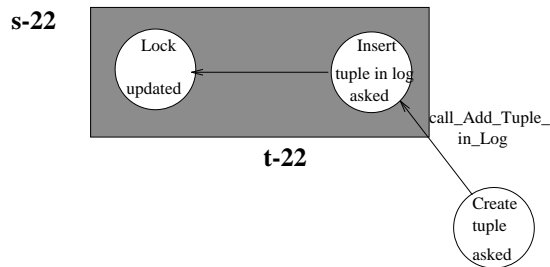 s-22
Lock
updated
Insert
tuple in log
asked
t-22
call_Add_Tuple_
in_Log
Create
tuple
asked